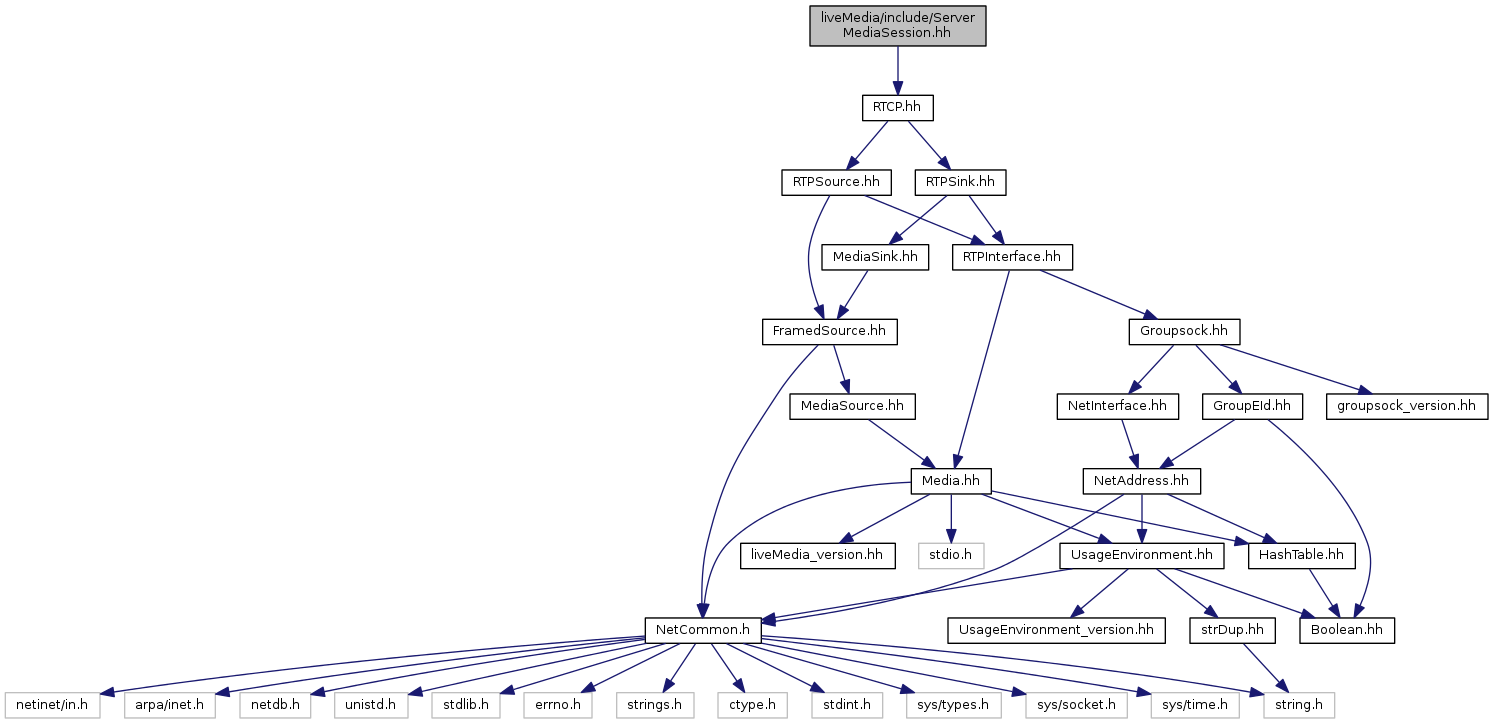 liveMedia/include/Server
MediaSession.hh
RTCP.hh
RTPSource.hh
RTPSink.hh
MediaSink.hh
RTPInterface.hh
FramedSource.hh
Groupsock.hh
MediaSource.hh
NetInterface.hh
GroupEId.hh
groupsock_version.hh
Media.hh
NetAddress.hh
liveMedia_version.hh
stdio.h
UsageEnvironment.hh
HashTable.hh
NetCommon.h
UsageEnvironment_version.hh
strDup.hh
Boolean.hh
netinet/in.h
arpa/inet.h
netdb.h
unistd.h
stdlib.h
errno.h
strings.h
ctype.h
stdint.h
sys/types.h
sys/socket.h
sys/time.h
string.h